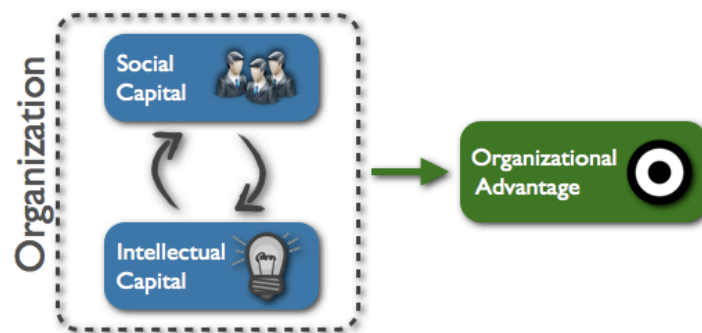 Organization
Social
Capital
Intellectual
Capital
Organizational
Advantage